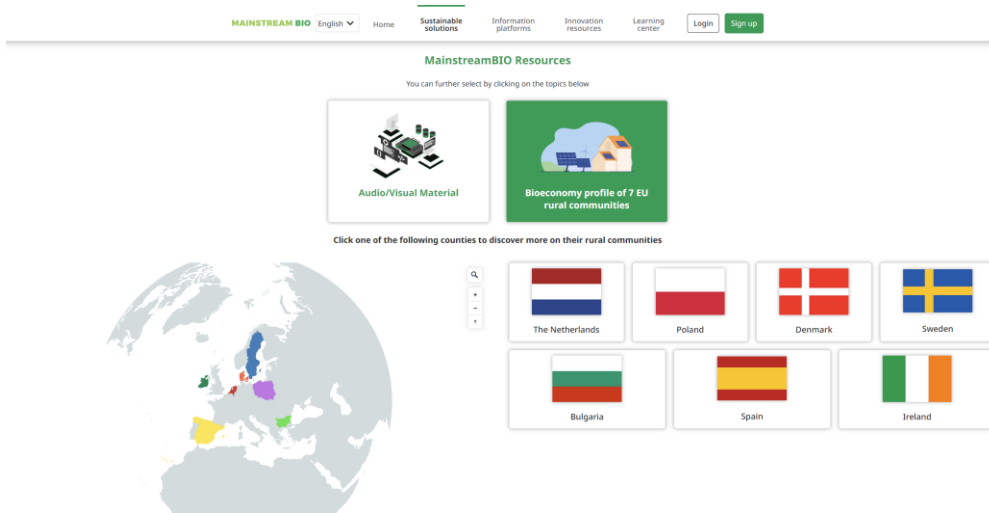 MAINSTREAM BIO English Home Sustainable solutions Information platforms Innovation resources Learning center Login Sign up
MainstreamBIO Resources
You can further select by clicking on the topics below
Audio/Visual Material
Bioeconomy profile of 7 EU
rural communities
Click one of the following counties to discover more on their rural communities
+
-
The Netherlands
Poland
Denmark
Sweden
Bulgaria
Spain
Ireland